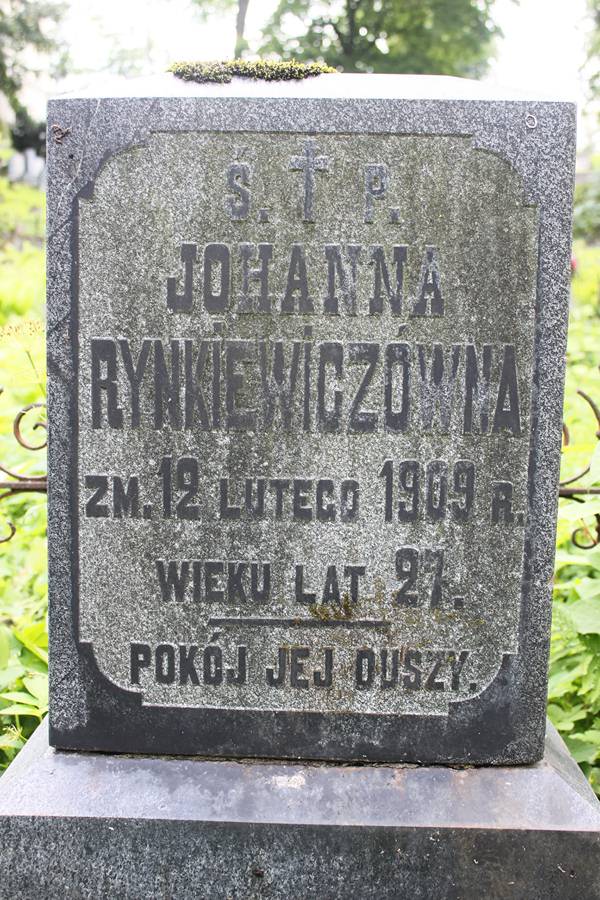 Ś. † P.
JOHANNA
RYNKIEWICZÓWNA
ZM. 12 LUTEGO 1909 R.
WIEKU LAT 27.
POKÓJ JEJ DUSZY.